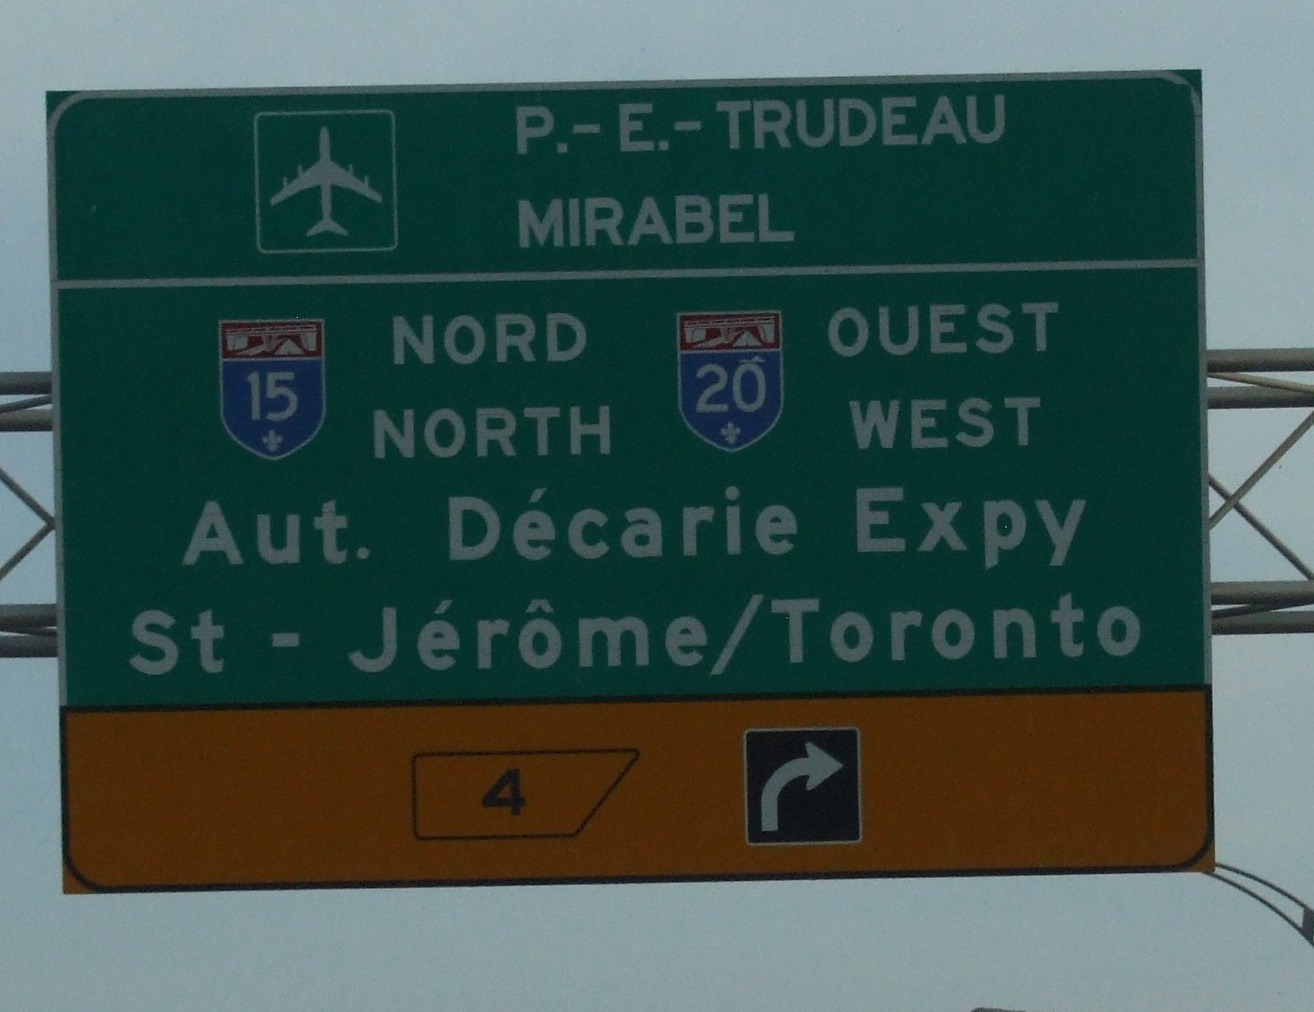 P.-E.-TRUDEAU
MIRABEL
15 NORD 20 OUEST
NORTH WEST
Aut. Décarie Expy
St-Jérôme/Toronto
4